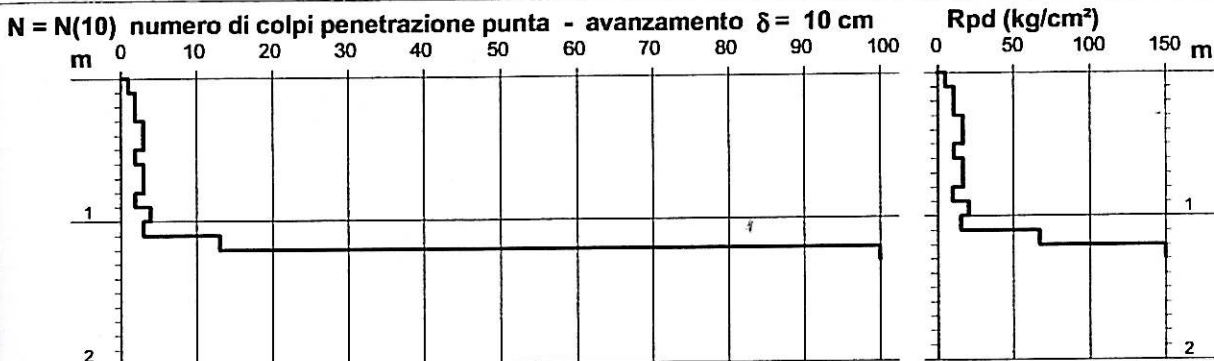 N = N(10) numero di colpi penetrazione punta - avanzamento δ = 10 cm
Rpd (kg/cm²)
m 0 10 20 30 40 50 60 70 80 90 100
0 50 100 150 m
1
1
2
2